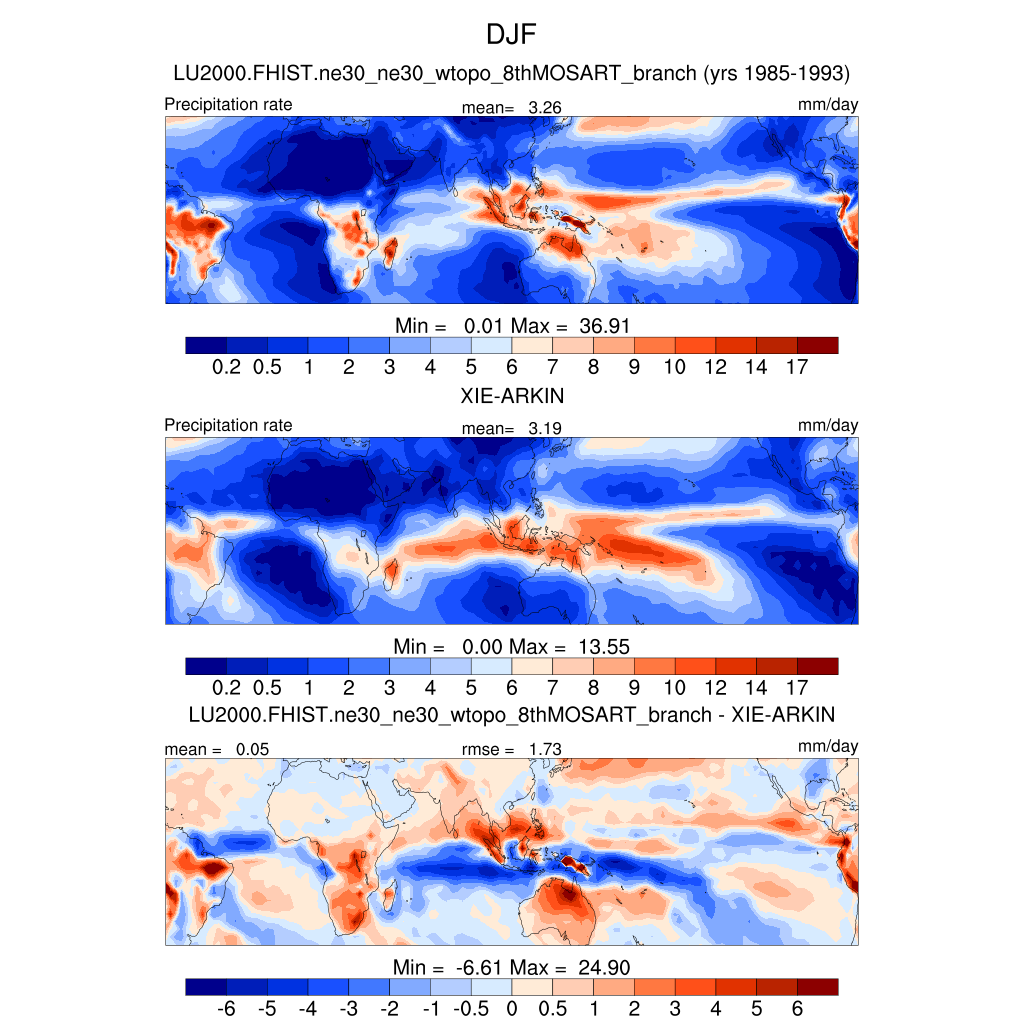 DJF
LU2000.FHIST.ne30_ne30_wtopo_8thMOSART_branch (yrs 1985-1993)
Precipitation rate mean= 3.26 mm/day
Min = 0.01 Max = 36.91
0.2 0.5 1 2 3 4 5 6 7 8 9 10 12 14 17
XIE-ARKIN
Precipitation rate mean= 3.19 mm/day
Min = 0.00 Max = 13.55
0.2 0.5 1 2 3 4 5 6 7 8 9 10 12 14 17
LU2000.FHIST.ne30_ne30_wtopo_8thMOSART_branch - XIE-ARKIN
mean = 0.05 rmse = 1.73 mm/day
Min = -6.61 Max = 24.90
-6 -5 -4 -3 -2 -1 -0.5 0 0.5 1 2 3 4 5 6